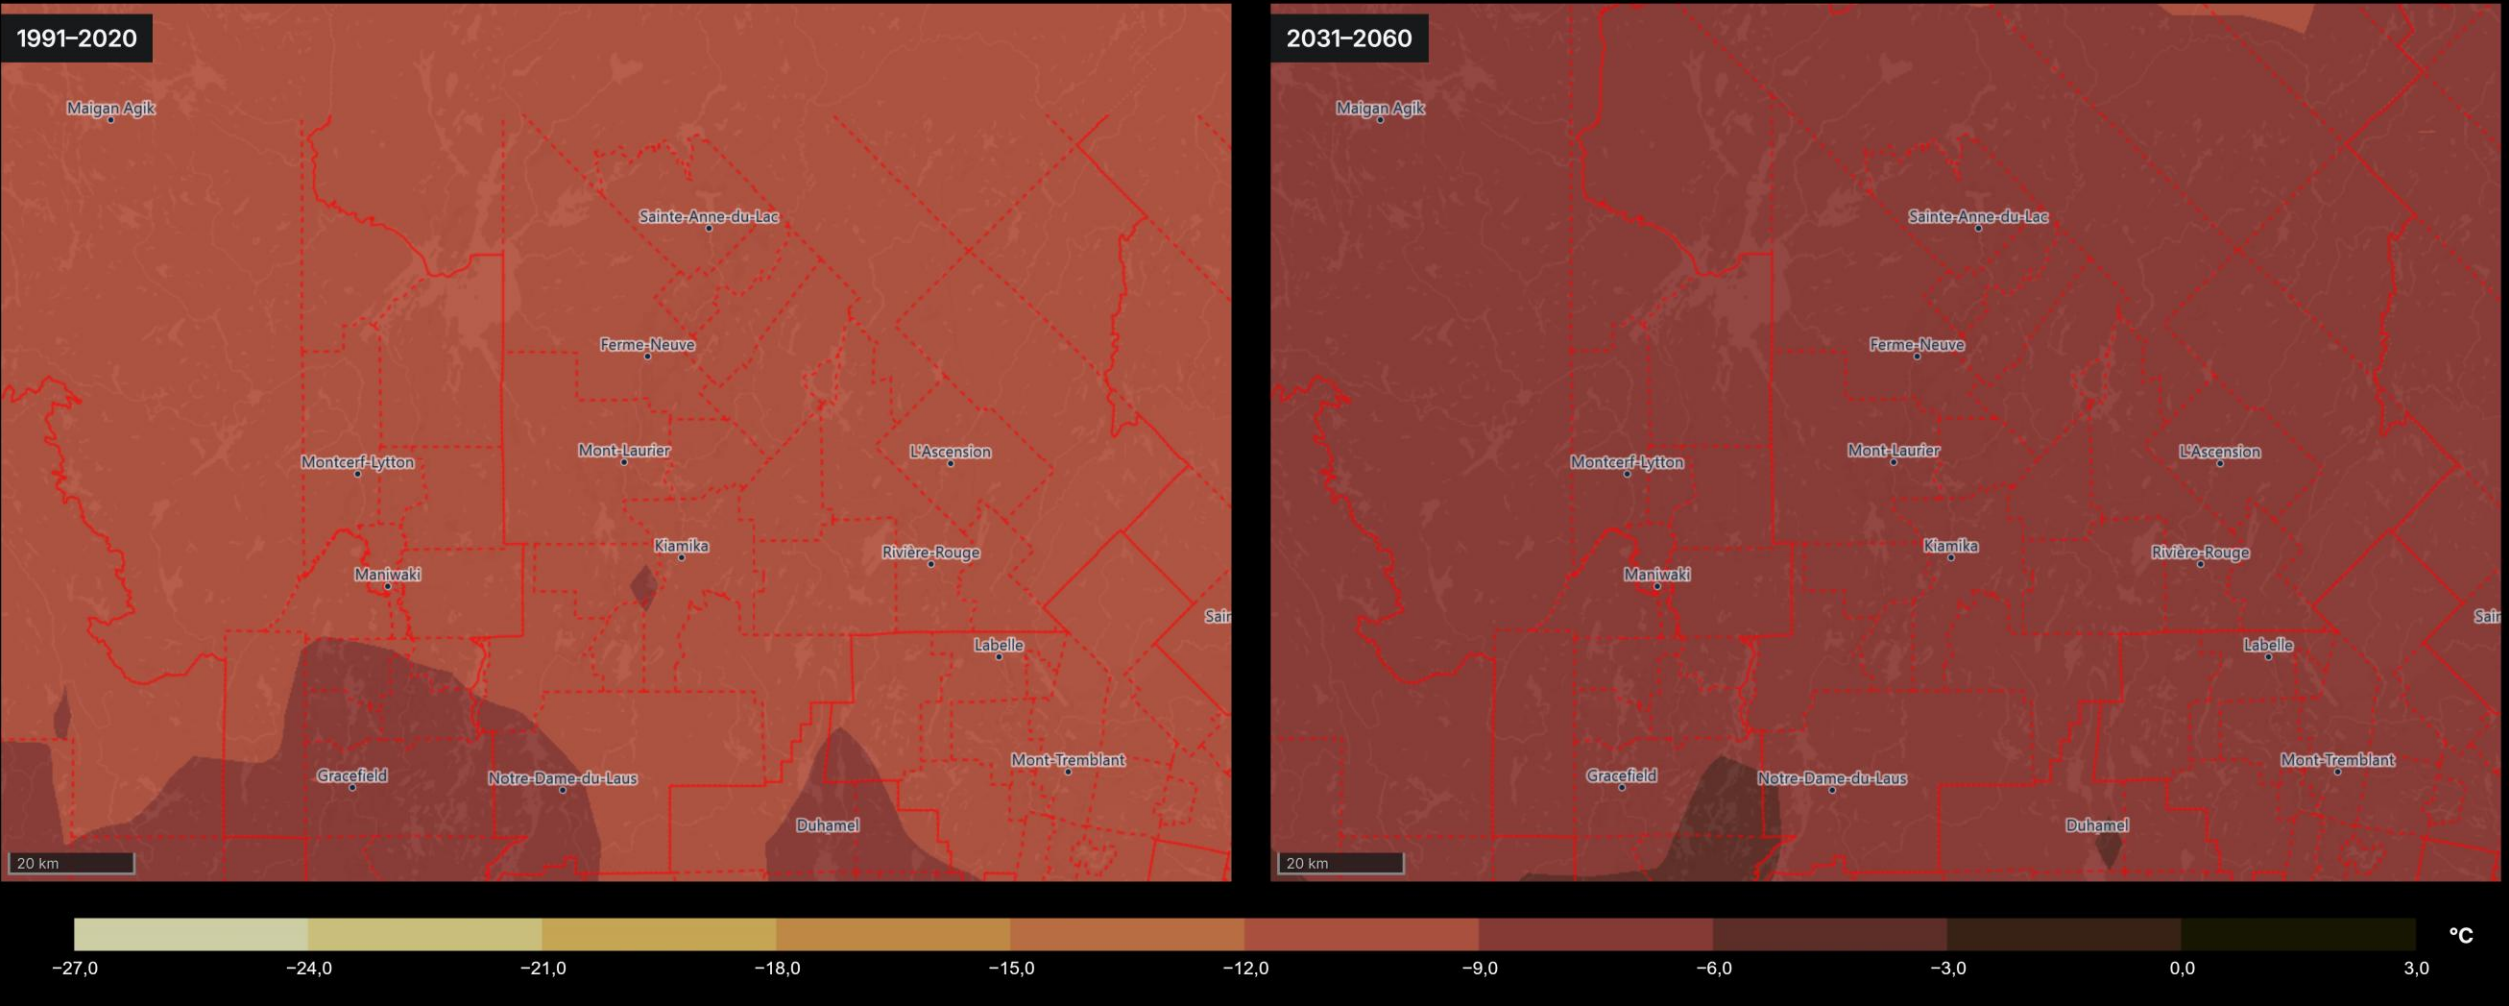 1991–2020
Maigan Agik
Sainte-Anne-du-Lac
Ferme-Neuve
Mont-Laurier
L'Ascension
Montcerf-Lytton
Kiamika
Rivière-Rouge
Maniwaki
Sain
Labelle
Mont-Tremblant
Gracefield
Notre-Dame-du-Laus
Duhamel
20 km
2031–2060
Maigan Agik
Sainte-Anne-du-Lac
Ferme-Neuve
Mont-Laurier
L'Ascension
Montcerf-Lytton
Kiamika
Rivière-Rouge
Maniwaki
Sain
Labelle
Mont-Tremblant
Gracefield
Notre-Dame-du-Laus
Duhamel
20 km
°C
−27,0 −24,0 −21,0 −18,0 −15,0 −12,0 −9,0 −6,0 −3,0 0,0 3,0